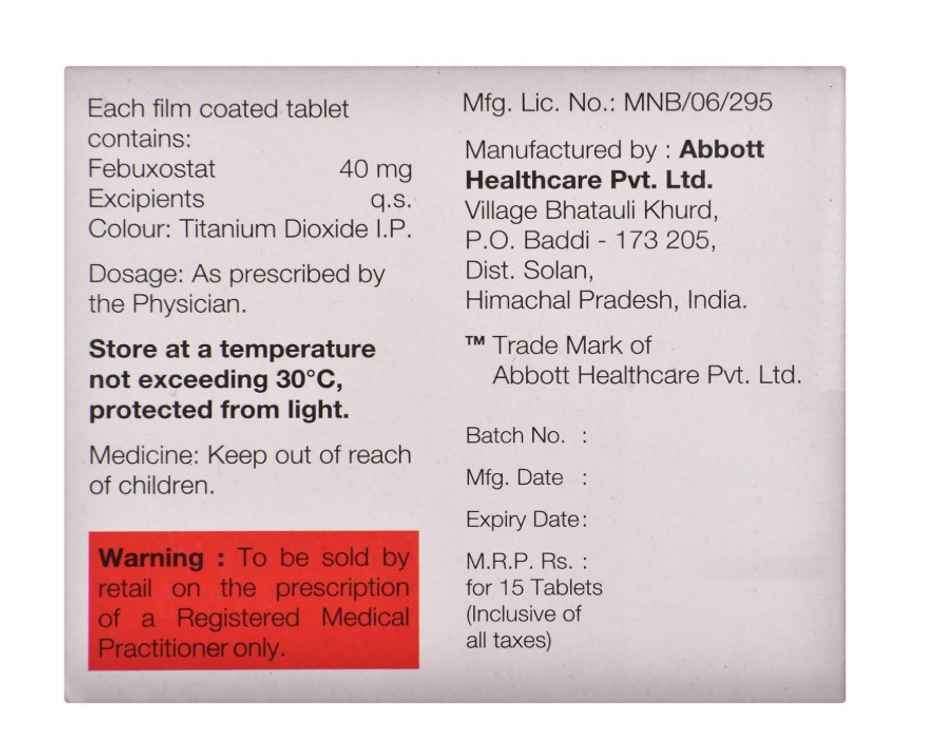 Each film coated tablet
contains:
Febuxostat 40 mg
Excipients q.s.
Colour: Titanium Dioxide I.P.
Dosage: As prescribed by
the Physician.
Store at a temperature
not exceeding 30°C,
protected from light.
Medicine: Keep out of reach
of children.
Warning : To be sold by
retail on the prescription
of a Registered Medical
Practitioner only.
Mfg. Lic. No.: MNB/06/295
Manufactured by : Abbott
Healthcare Pvt. Ltd.
Village Bhatauli Khurd,
P.O. Baddi - 173 205,
Dist. Solan,
Himachal Pradesh, India.
™ Trade Mark of
Abbott Healthcare Pvt. Ltd.
Batch No. :
Mfg. Date :
Expiry Date:
M.R.P. Rs. :
for 15 Tablets
(Inclusive of
all taxes)